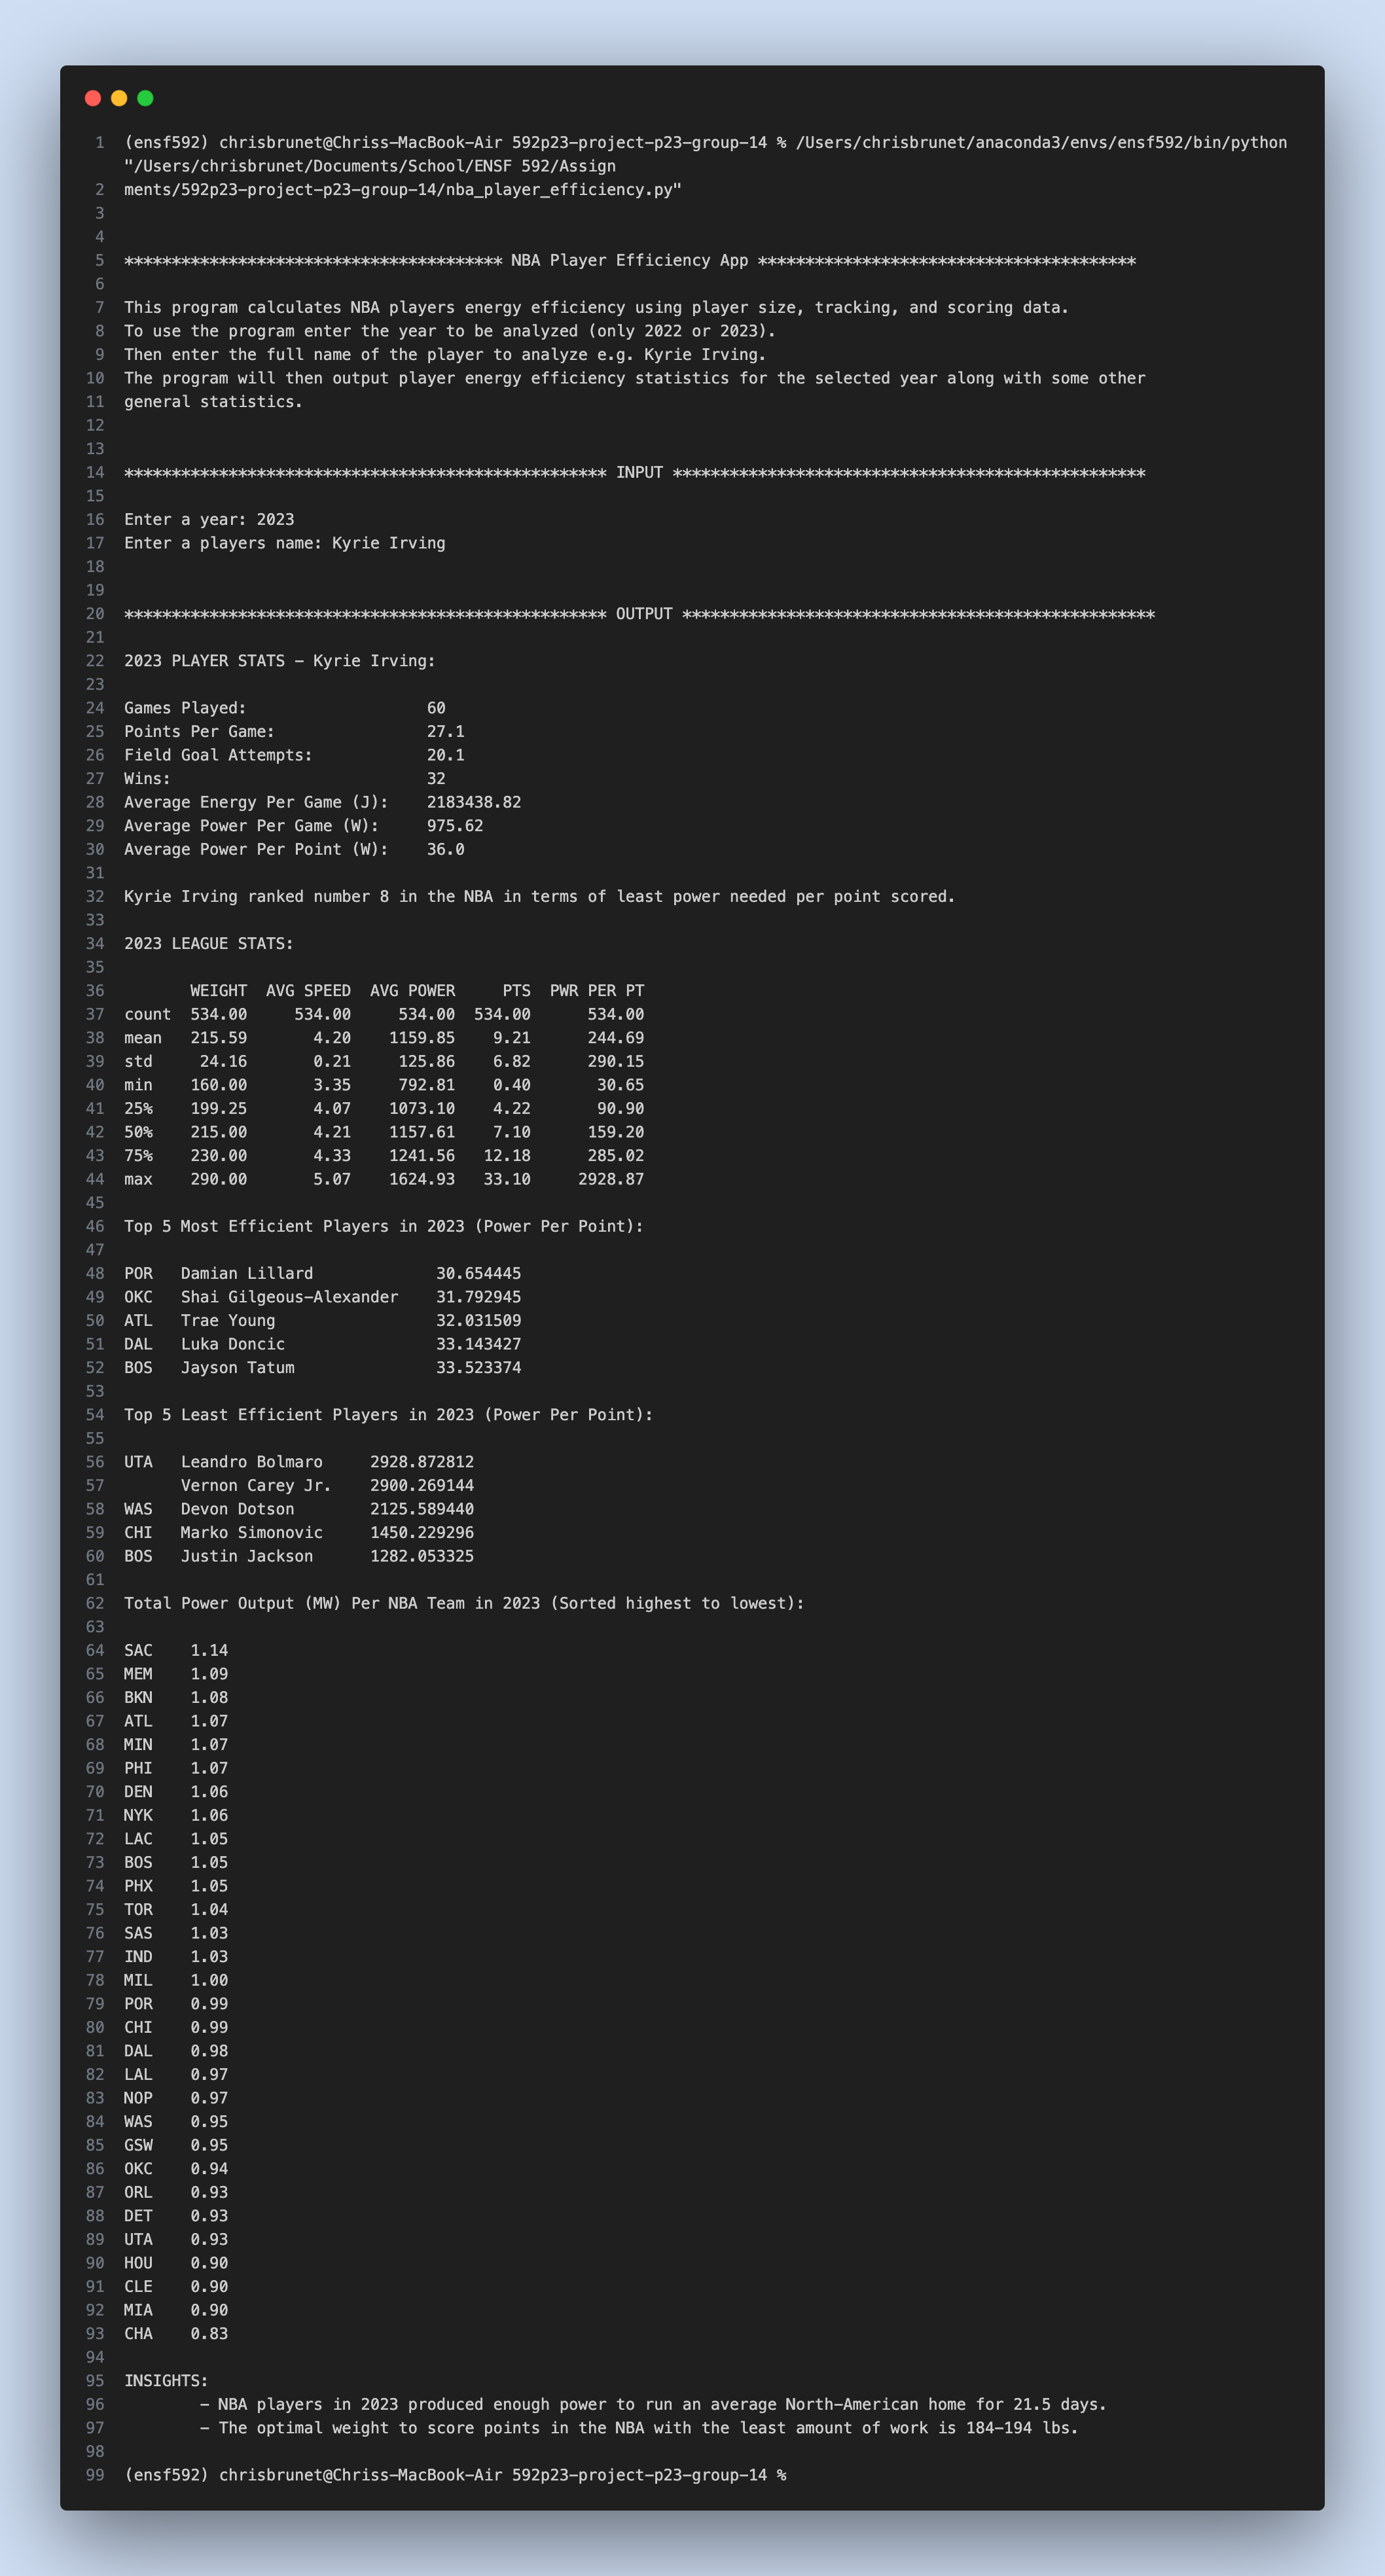 1 (ensf592) chrisbrunet@Chriss-MacBook-Air 592p23-project-p23-group-14 % /Users/chrisbrunet/anaconda3/envs/ensf592/bin/python
"/Users/chrisbrunet/Documents/School/ENSF 592/Assign
2 ments/592p23-project-p23-group-14/nba_player_efficiency.py"
3
4
5 **************************************** NBA Player Efficiency App ****************************************
6
7 This program calculates NBA players energy efficiency using player size, tracking, and scoring data.
8 To use the program enter the year to be analyzed (only 2022 or 2023).
9 Then enter the full name of the player to analyze e.g. Kyrie Irving.
10 The program will then output player energy efficiency statistics for the selected year along with some other
11 general statistics.
12
13
14 *************************************************** INPUT **************************************************
15
16 Enter a year: 2023
17 Enter a players name: Kyrie Irving
18
19
20 *************************************************** OUTPUT **************************************************
21
22 2023 PLAYER STATS – Kyrie Irving:
23
24 Games Played: 60
25 Points Per Game: 27.1
26 Field Goal Attempts: 20.1
27 Wins: 32
28 Average Energy Per Game (J): 2183438.82
29 Average Power Per Game (W): 975.62
30 Average Power Per Point (W): 36.0
31
32 Kyrie Irving ranked number 8 in the NBA in terms of least power needed per point scored.
33
34 2023 LEAGUE STATS:
35
36 WEIGHT AVG SPEED AVG POWER PTS PWR PER PT
37 count 534.00 534.00 534.00 534.00 534.00
38 mean 215.59 4.20 1159.85 9.21 244.69
39 std 24.16 0.21 125.86 6.82 290.15
40 min 160.00 3.35 792.81 0.40 30.65
41 25% 199.25 4.07 1073.10 4.22 90.90
42 50% 215.00 4.21 1157.61 7.10 159.20
43 75% 230.00 4.33 1241.56 12.18 285.02
44 max 290.00 5.07 1624.93 33.10 2928.87
45
46 Top 5 Most Efficient Players in 2023 (Power Per Point):
47
48 POR Damian Lillard 30.654445
49 OKC Shai Gilgeous-Alexander 31.792945
50 ATL Trae Young 32.031509
51 DAL Luka Doncic 33.143427
52 BOS Jayson Tatum 33.523374
53
54 Top 5 Least Efficient Players in 2023 (Power Per Point):
55
56 UTA Leandro Bolmaro 2928.872812
57 Vernon Carey Jr. 2900.269144
58 WAS Devon Dotson 2125.589440
59 CHI Marko Simonovic 1450.229296
60 BOS Justin Jackson 1282.053325
61
62 Total Power Output (MW) Per NBA Team in 2023 (Sorted highest to lowest):
63
64 SAC 1.14
65 MEM 1.09
66 BKN 1.08
67 ATL 1.07
68 MIN 1.07
69 PHI 1.07
70 DEN 1.06
71 NYK 1.06
72 LAC 1.05
73 BOS 1.05
74 PHX 1.05
75 TOR 1.04
76 SAS 1.03
77 IND 1.03
78 MIL 1.00
79 POR 0.99
80 CHI 0.99
81 DAL 0.98
82 LAL 0.97
83 NOP 0.97
84 WAS 0.95
85 GSW 0.95
86 OKC 0.94
87 ORL 0.93
88 DET 0.93
89 UTA 0.93
90 HOU 0.90
91 CLE 0.90
92 MIA 0.90
93 CHA 0.83
94
95 INSIGHTS:
96 – NBA players in 2023 produced enough power to run an average North-American home for 21.5 days.
97 – The optimal weight to score points in the NBA with the least amount of work is 184-194 lbs.
98
99 (ensf592) chrisbrunet@Chriss-MacBook-Air 592p23-project-p23-group-14 %